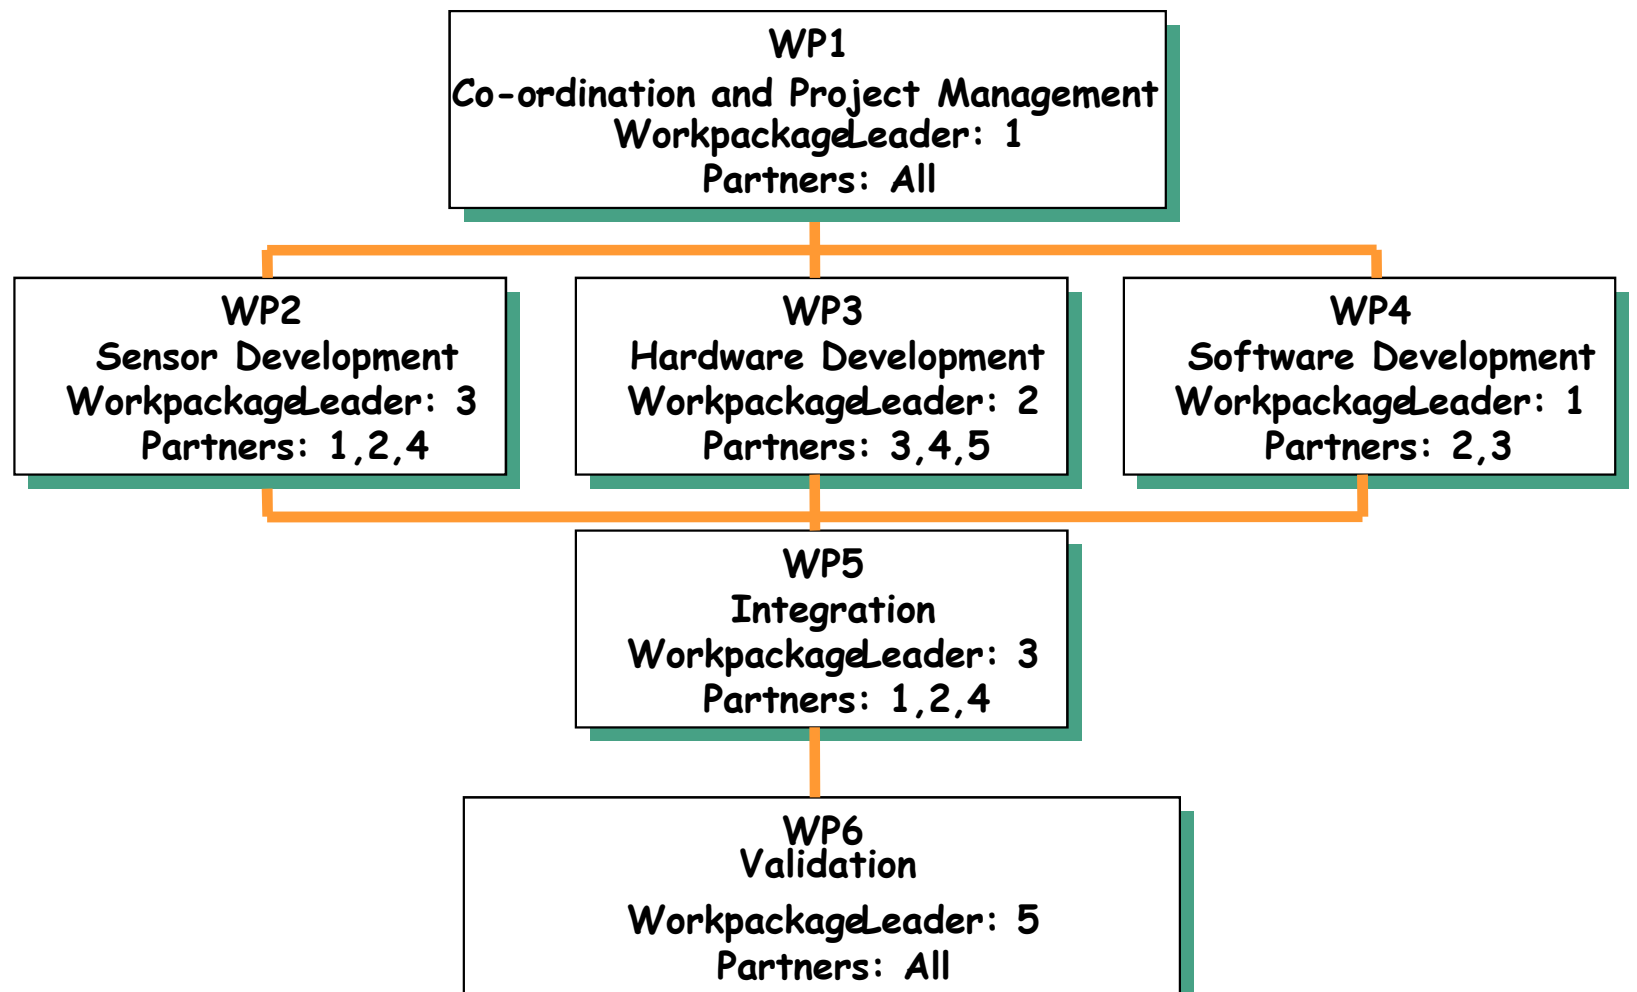 WP1
Co-ordination and Project Management
WorkpackageLeader: 1
Partners: All
WP2
Sensor Development
WorkpackageLeader: 3
Partners: 1,2,4
WP3
Hardware Development
WorkpackageLeader: 2
Partners: 3,4,5
WP4
Software Development
WorkpackageLeader: 1
Partners: 2,3
WP5
Integration
WorkpackageLeader: 3
Partners: 1,2,4
WP6
Validation
WorkpackageLeader: 5
Partners: All